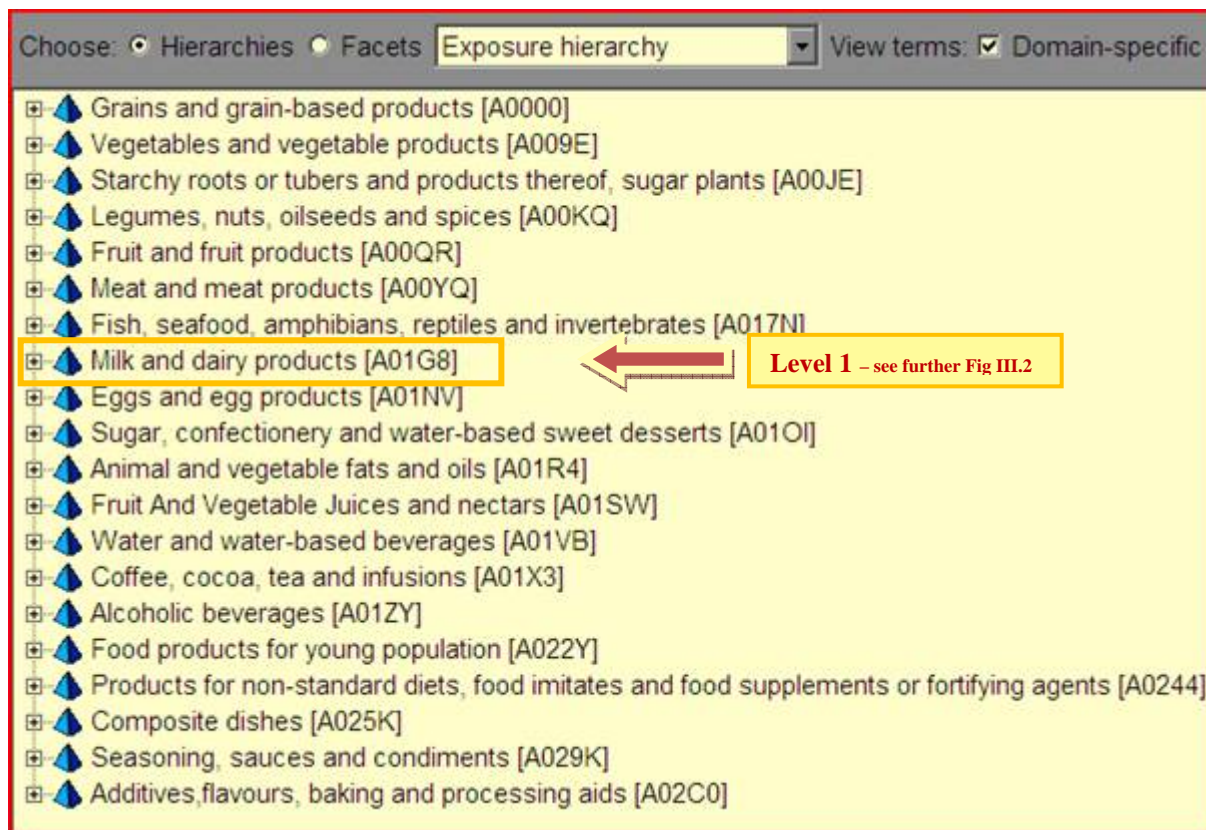 Choose: Hierarchies Facets Exposure hierarchy View terms: Domain-specific
Grains and grain-based products [A0000]
Vegetables and vegetable products [A009E]
Starchy roots or tubers and products thereof, sugar plants [A00JE]
Legumes, nuts, oilseeds and spices [A00KQ]
Fruit and fruit products [A00QR]
Meat and meat products [A00YQ]
Fish, seafood, amphibians, reptiles and invertebrates [A017N]
Milk and dairy products [A01G8]
Level 1 – see further Fig III.2
Eggs and egg products [A01NV]
Sugar, confectionery and water-based sweet desserts [A01OI]
Animal and vegetable fats and oils [A01R4]
Fruit And Vegetable Juices and nectars [A01SW]
Water and water-based beverages [A01VB]
Coffee, cocoa, tea and infusions [A01X3]
Alcoholic beverages [A01ZY]
Food products for young population [A022Y]
Products for non-standard diets, food imitates and food supplements or fortifying agents [A0244]
Composite dishes [A025K]
Seasoning, sauces and condiments [A029K]
Additives,flavours, baking and processing aids [A02C0]